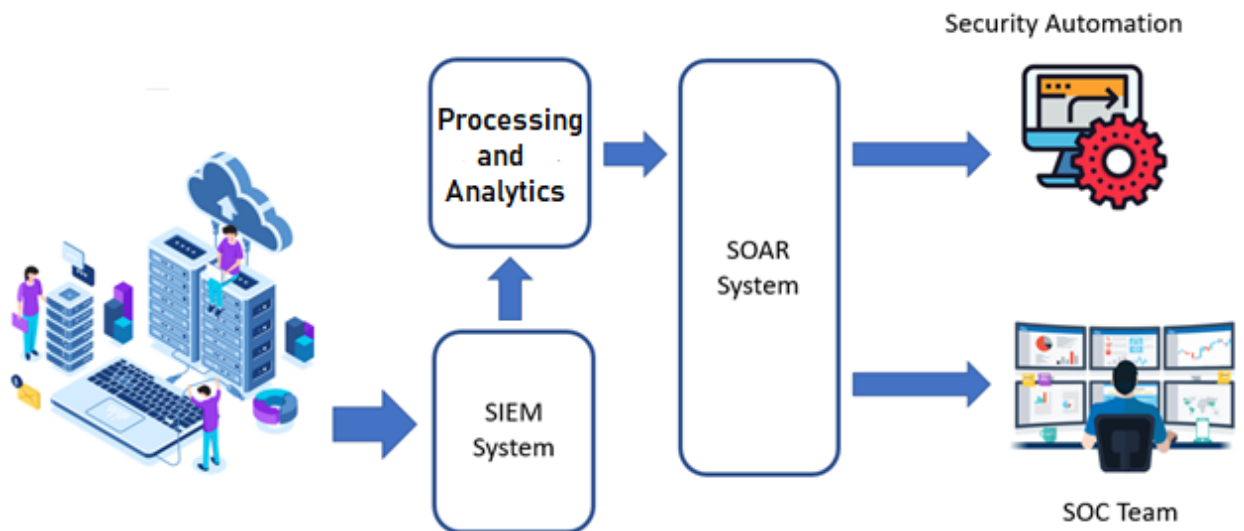 Security Automation
Processing
and
Analytics
SOAR
System
SIEM
System
SOC Team